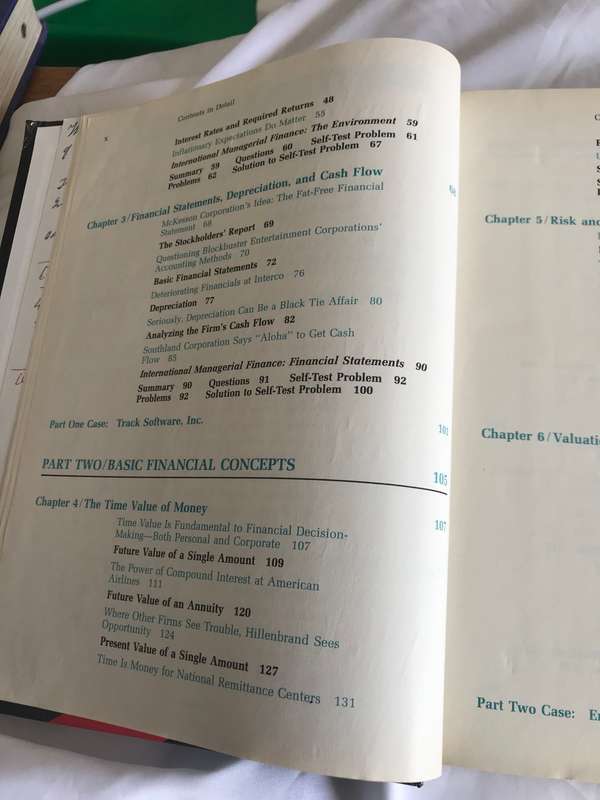 Contents in Detail
x
Interest Rates and Required Returns 48
Inflationary Expectations Do Matter 55
International Managerial Finance: The Environment 59
Summary 59 Questions 60 Self-Test Problem 61
Problems 62 Solution to Self-Test Problem 67
Chapter 3/Financial Statements, Depreciation, and Cash Flow
McKesson Corporation's Idea: The Fat-Free Financial
Statement 68
The Stockholders' Report 69
Questioning Blockbuster Entertainment Corporations'
Accounting Methods 70
Basic Financial Statements 72
Deteriorating Financials at Interco 76
Depreciation 77
Seriously, Depreciation Can Be a Black Tie Affair 80
Analyzing the Firm's Cash Flow 82
Southland Corporation Says "Aloha" to Get Cash
Flow 85
International Managerial Finance: Financial Statements 90
Summary 90 Questions 91 Self-Test Problem 92
Problems 92 Solution to Self-Test Problem 100
Part One Case: Track Software, Inc.
PART TWO/BASIC FINANCIAL CONCEPTS 105
Chapter 4/The Time Value of Money 107
Time Value Is Fundamental to Financial Decision-
Making—Both Personal and Corporate 107
Future Value of a Single Amount 109
The Power of Compound Interest at American
Airlines 111
Future Value of an Annuity 120
Where Other Firms See Trouble, Hillenbrand Sees
Opportunity 124
Present Value of a Single Amount 127
Time Is Money for National Remittance Centers 131
Chapter 5/Risk and
Chapter 6/
Part Two Case: